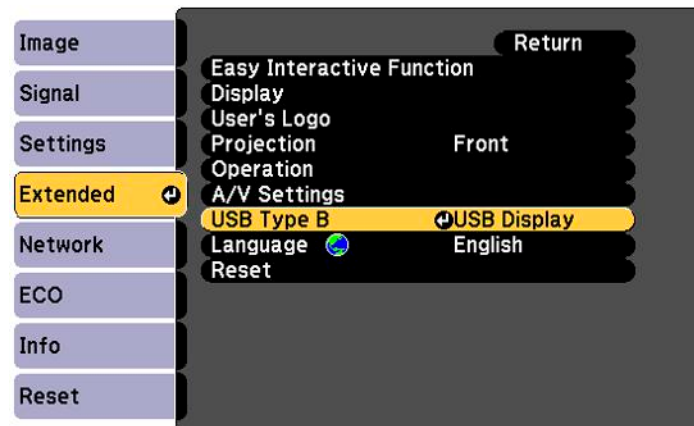 Image
Signal
Settings
Extended
Network
ECO
Info
Reset
Return
Easy Interactive Function
Display
User's Logo
Projection Front
Operation
A/V Settings
USB Type B USB Display
Language English
Reset